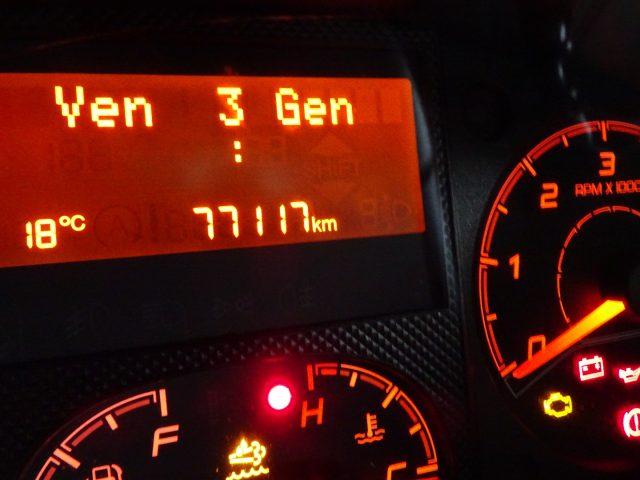 Ven 3 Gen
:
18°C 77117km
3
2 RPM X 1000
1
0
F H